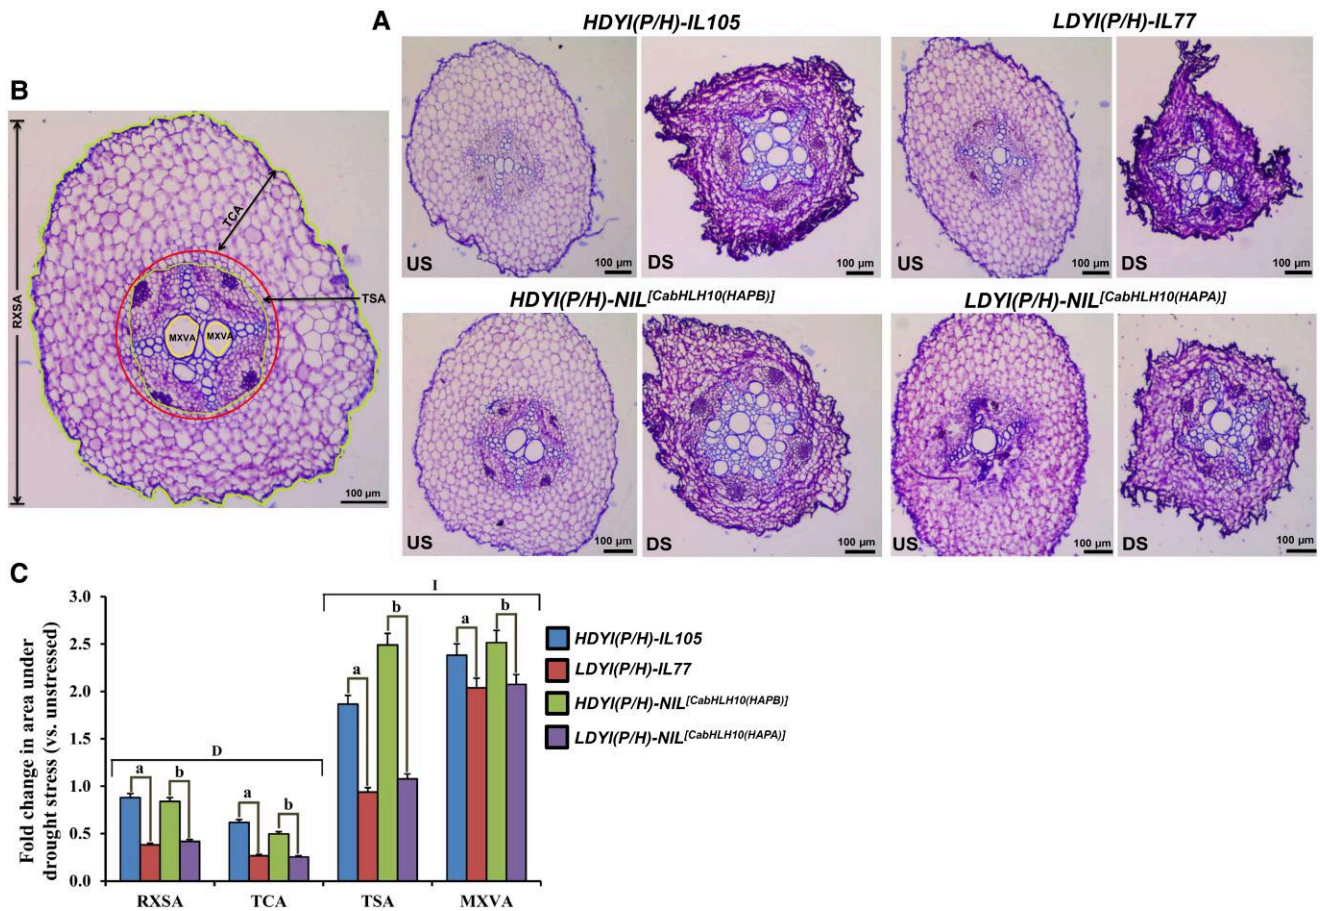 A
HDYI(P/H)-IL105
LDYI(P/H)-IL77
US
100 µm
DS
100 µm
US
100 µm
DS
100 µm
HDYI(P/H)-NIL[CabHLH10(HAPB)]
LDYI(P/H)-NIL[CabHLH10(HAPA)]
US
100 µm
DS
100 µm
US
100 µm
DS
100 µm
B
RXSA
TCA
TSA
MXVA
MXVA
100 µm
C
Fold change in area under
drought stress (vs. unstressed)
3.0
2.5
2.0
1.5
1.0
0.5
0.0
D
I
a
b
a
b
a
b
a
b
RXSA
TCA
TSA
MXVA
HDYI(P/H)-IL105
LDYI(P/H)-IL77
HDYI(P/H)-NIL[CabHLH10(HAPB)]
LDYI(P/H)-NIL[CabHLH10(HAPA)]